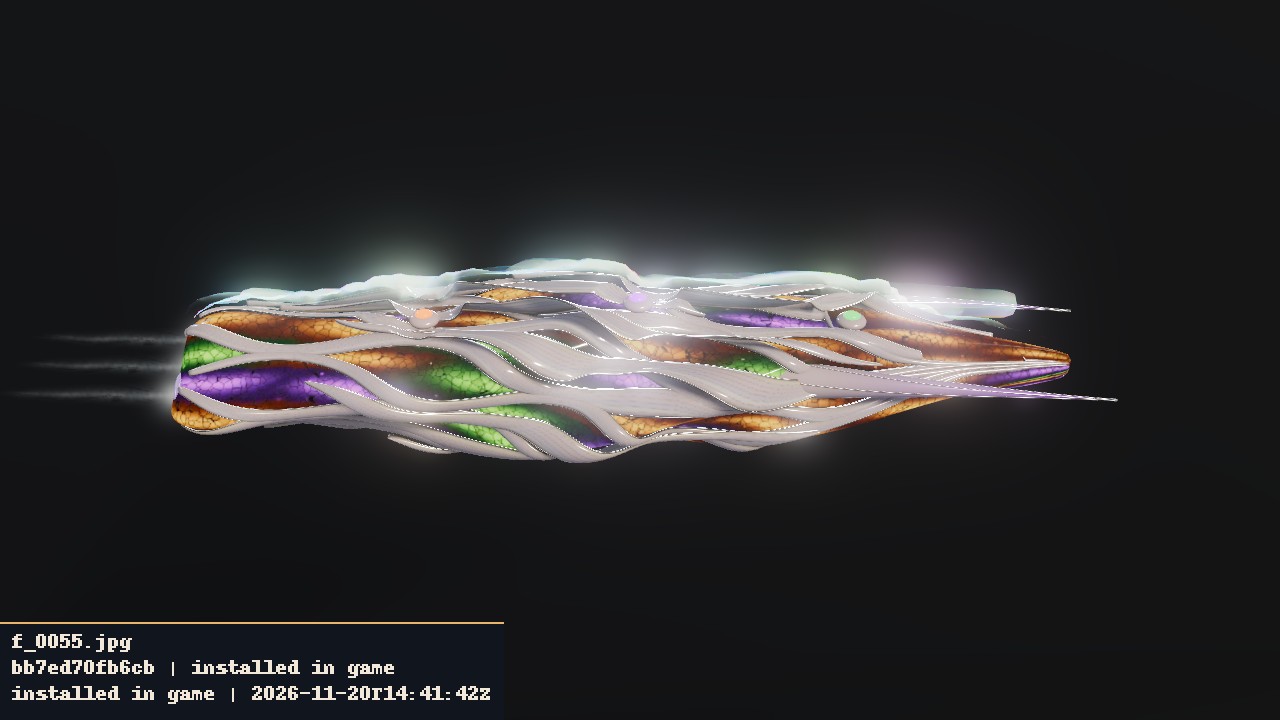 f_0055.jpg
bb7ed70fb6cb | installed in game
installed in game | 2026-11-20T14:41:42Z